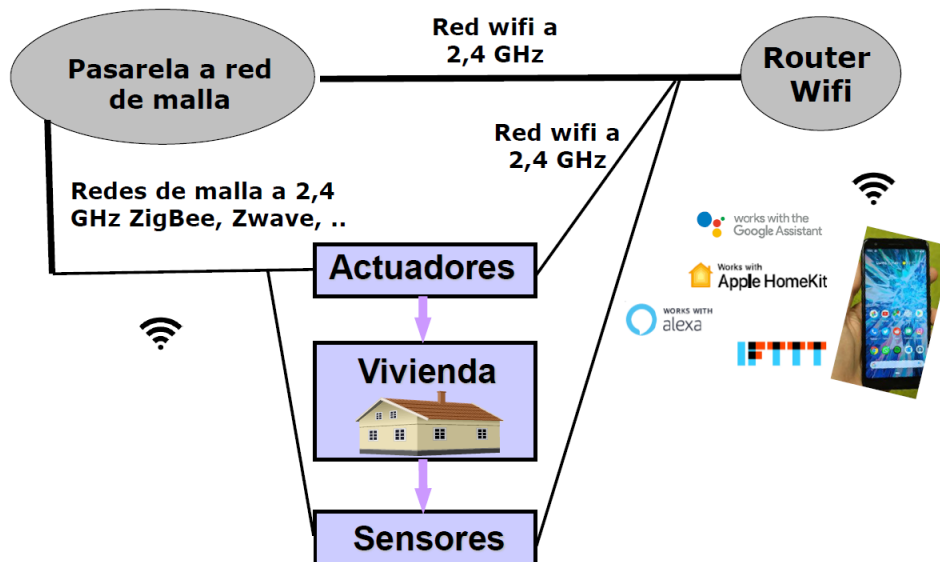 Red wifi a
2,4 GHz
Pasarela a red
de malla
Router
Wifi
Red wifi a
2,4 GHz
Redes de malla a 2,4
GHz ZigBee, Zwave, ..
works with the
Google Assistant
Actuadores
Works with
Apple HomeKit
WORKS WITH
alexa
IFTTT
Vivienda
Sensores